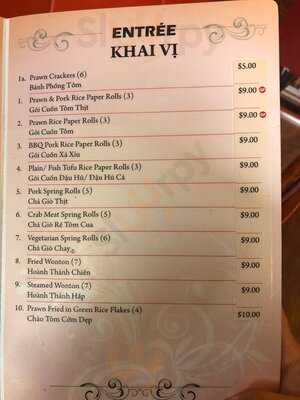 ENTRÉE
KHAI VỊ
1a. Prawn Crackers (6) $5.00
Bánh Phồng Tôm
1. Prawn & Pork Rice Paper Rolls (3) $9.00
Gỏi Cuốn Tôm Thịt
2. Prawn Rice Paper Rolls (3) $9.00
Gỏi Cuốn Tôm
3. BBQ Pork Rice Paper Rolls (3) $9.00
Gỏi Cuốn Xá Xíu
4. Plain/ Fish Tofu Rice Paper Rolls (3) $9.00
Gỏi Cuốn Đậu Hủ/ Đậu Hủ Cá
5. Pork Spring Rolls (5) $9.00
Chả Giò Thịt
6. Crab Meat Spring Rolls (5) $9.00
Chả Giò Rế Tôm Cua
7. Vegetarian Spring Rolls (6) $9.00
Chả Giò Chay
8. Fried Wonton (7) $9.00
Hoành Thánh Chiên
9. Steamed Wonton (7) $9.00
Hoành Thánh Hấp
10. Prawn Fried in Green Rice Flakes (4) $10.00
Chạo Tôm Cốm Dẹp